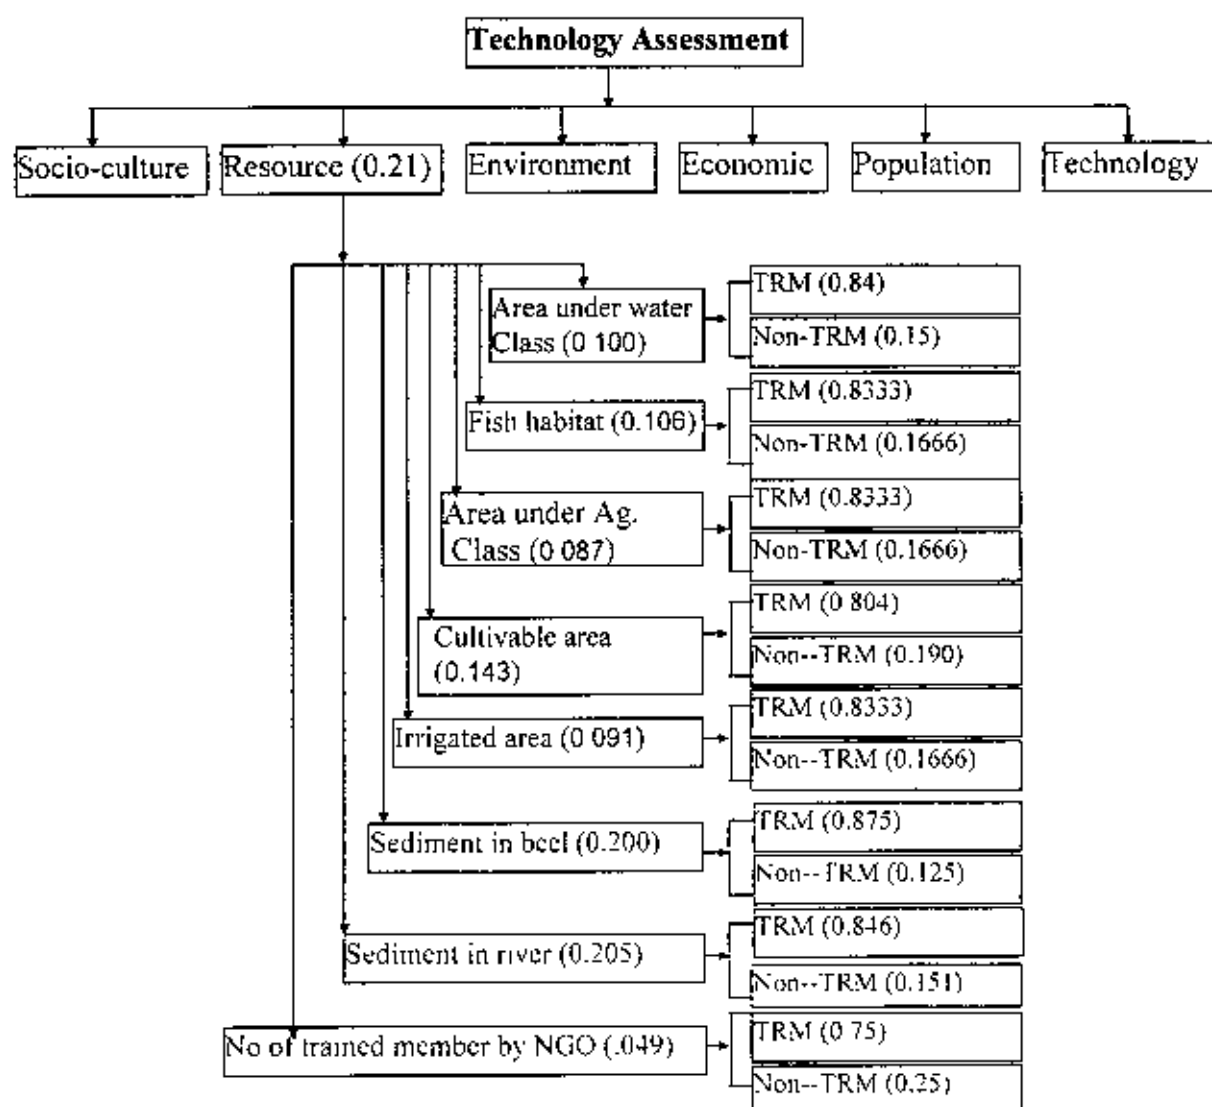 Technology Assessment
Socio-culture
Resource (0.21)
Environment
Economic
Population
Technology
Area under water
Class (0 100)
TRM (0.84)
Non-TRM (0.15)
Fish habitat (0.106)
TRM (0.8333)
Non-TRM (0.1666)
Area under Ag.
Class (0 087)
TRM (0.8333)
Non-TRM (0.1666)
Cultivable area
(0.143)
TRM (0 804)
Non--TRM (0.190)
Irrigated area (0 091)
TRM (0.8333)
Non--TRM (0.1666)
Sediment in beel (0.200)
TRM (0.875)
Non--TRM (0.125)
Sediment in river (0.205)
TRM (0.846)
Non--TRM (0.151)
No of trained member by NGO (.049)
TRM (0 75)
Non--TRM (0.25)